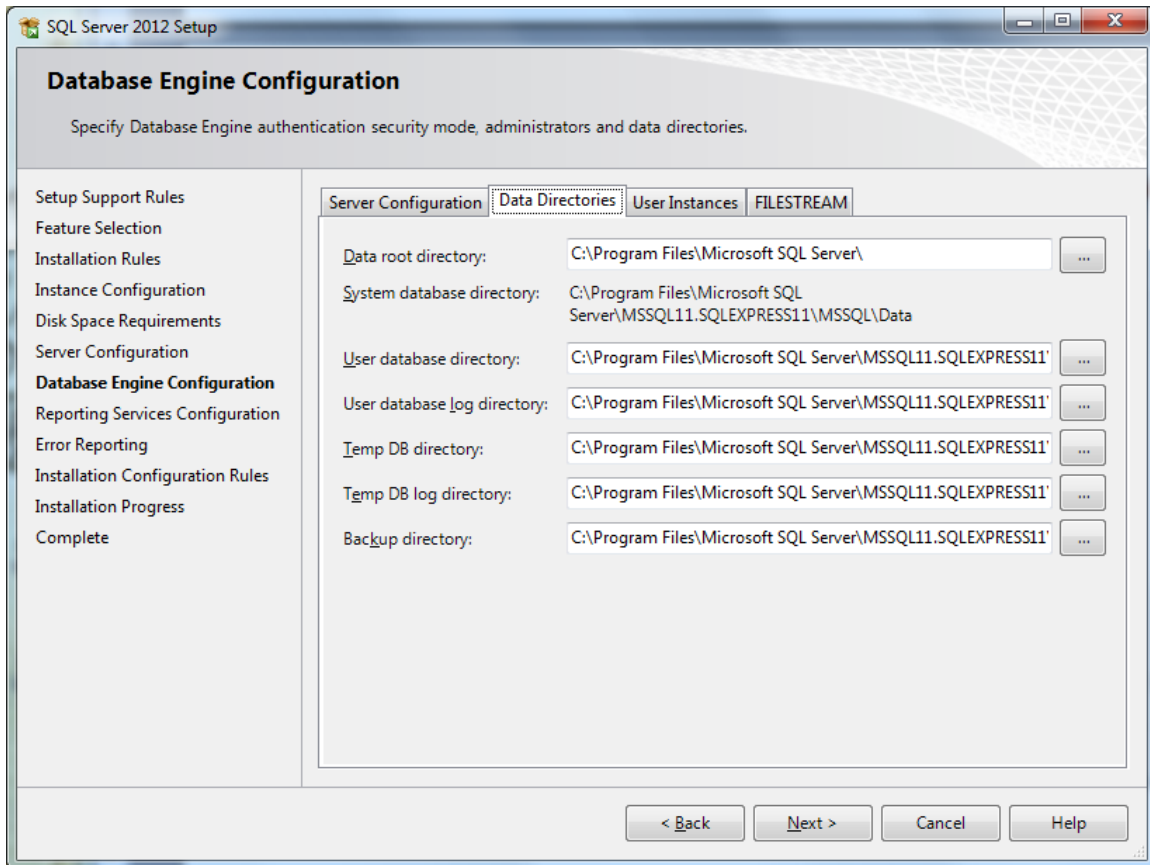 SQL Server 2012 Setup
Database Engine Configuration
Specify Database Engine authentication security mode, administrators and data directories.
Setup Support Rules
Feature Selection
Installation Rules
Instance Configuration
Disk Space Requirements
Server Configuration
Database Engine Configuration
Reporting Services Configuration
Error Reporting
Installation Configuration Rules
Installation Progress
Complete
Server Configuration Data Directories User Instances FILESTREAM
Data root directory: C:\Program Files\Microsoft SQL Server\ ...
System database directory: C:\Program Files\Microsoft SQL
Server\MSSQL11.SQLEXPRESS11\MSSQL\Data
User database directory: C:\Program Files\Microsoft SQL Server\MSSQL11.SQLEXPRESS11\ ...
User database log directory: C:\Program Files\Microsoft SQL Server\MSSQL11.SQLEXPRESS11\ ...
Temp DB directory: C:\Program Files\Microsoft SQL Server\MSSQL11.SQLEXPRESS11\ ...
Temp DB log directory: C:\Program Files\Microsoft SQL Server\MSSQL11.SQLEXPRESS11\ ...
Backup directory: C:\Program Files\Microsoft SQL Server\MSSQL11.SQLEXPRESS11\ ...
< Back Next > Cancel Help